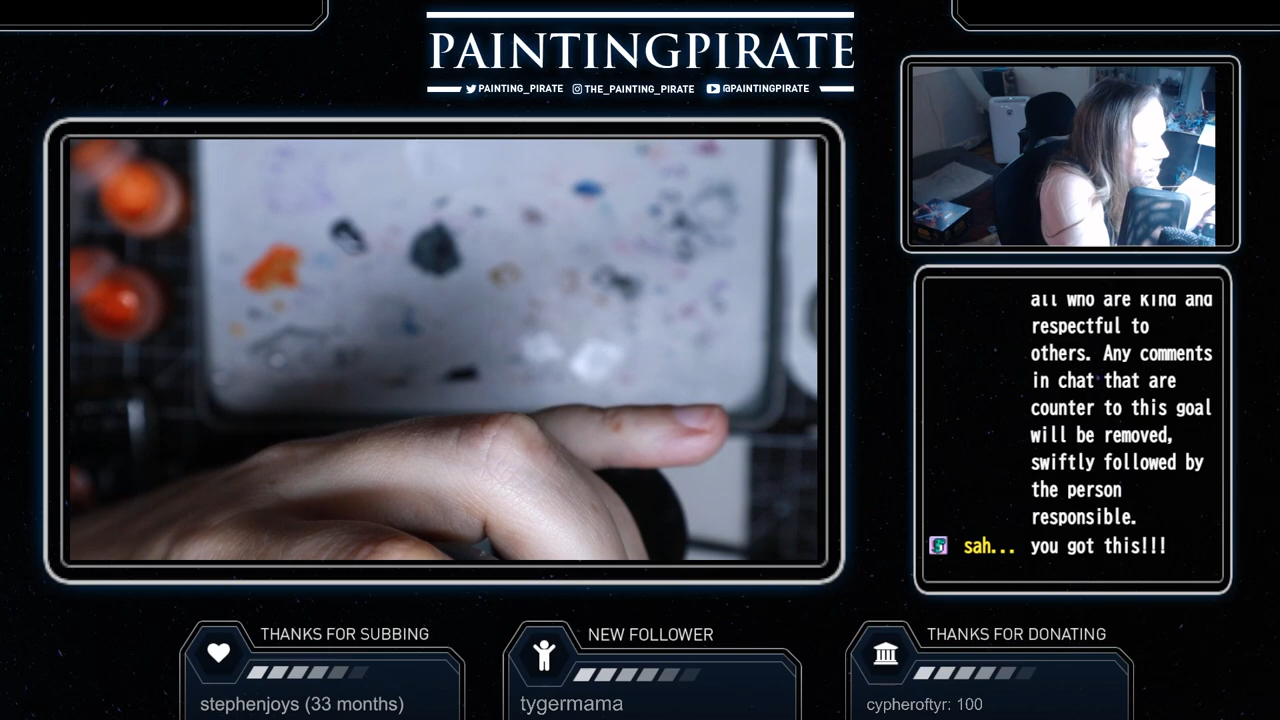 PAINTINGPIRATE
PAINTING_PIRATE THE_PAINTING_PIRATE @PAINTINGPIRATE
all who are kind and
respectful to
others. Any comments
in chat that are
counter to this goal
will be removed,
swiftly followed by
the person
responsible.
sah... you got this!!!
THANKS FOR SUBBING
stephenjoys (33 months)
NEW FOLLOWER
tygermama
THANKS FOR DONATING
cypheroftyr: 100